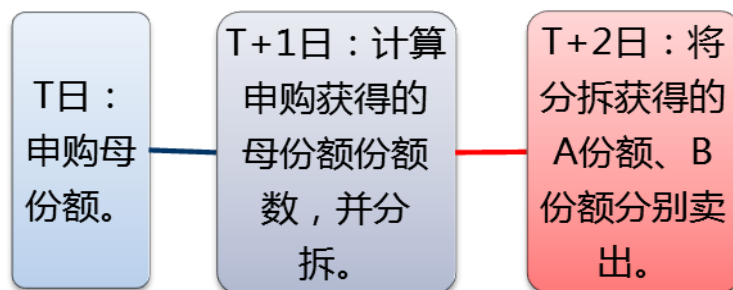 T日：
申购母
份额。
T+1日：计算
申购获得的
母份额份额
数，并分
拆。
T+2日：将
分拆获得的
A份额、B
份额分别卖
出。